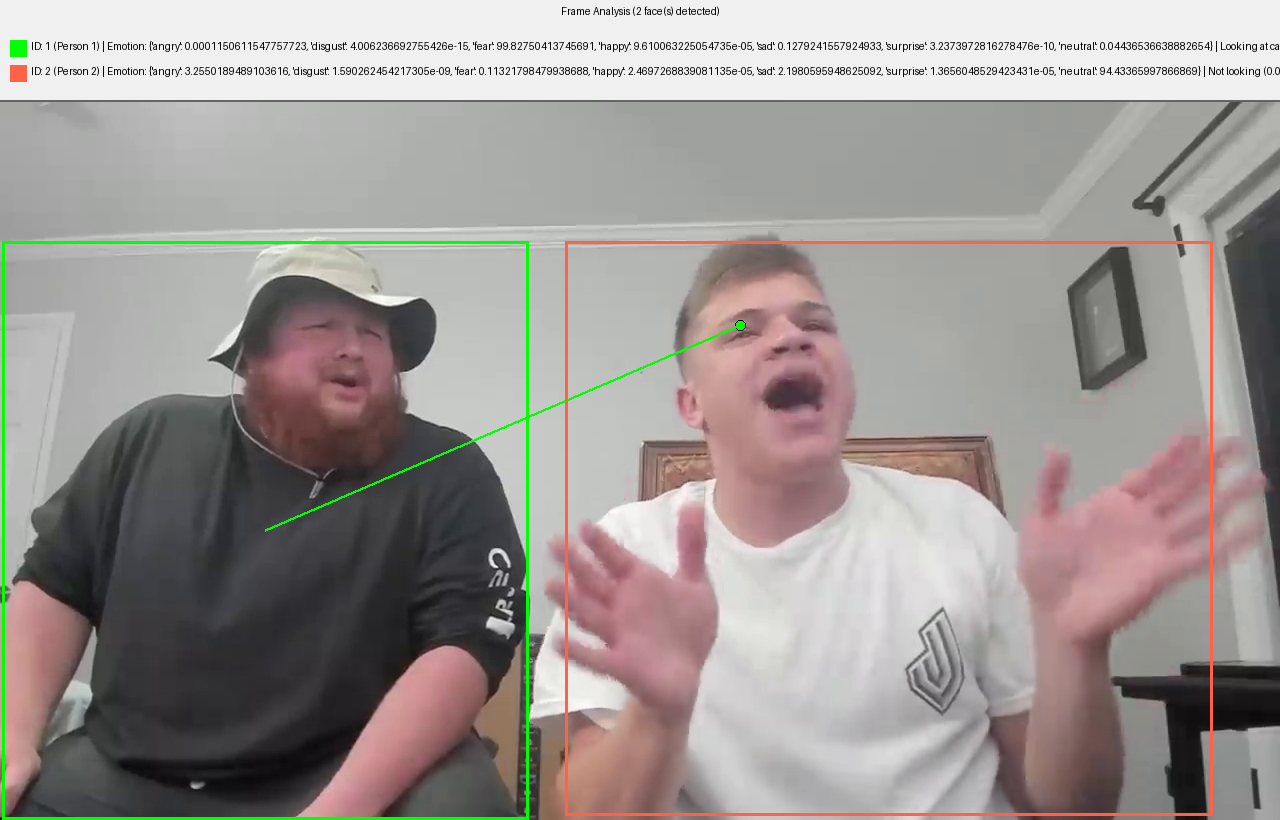 Frame Analysis (2 face(s) detected)
ID: 1 (Person 1) | Emotion: {'angry': 0.0001150611547757723, 'disgust': 4.006236692755426e-15, 'fear': 99.82750413745691, 'happy': 9.610063225054735e-05, 'sad': 0.1279241557924933, 'surprise': 3.2373972816278476e-10, 'neutral': 0.04436536638882654} | Looking at ca
ID: 2 (Person 2) | Emotion: {'angry': 3.2550189489103616, 'disgust': 1.590262454217305e-09, 'fear': 0.11321798479938688, 'happy': 2.4697268839081135e-05, 'sad': 2.1980595948625092, 'surprise': 1.3656048529423431e-05, 'neutral': 94.43365997866869} | Not looking (0.0